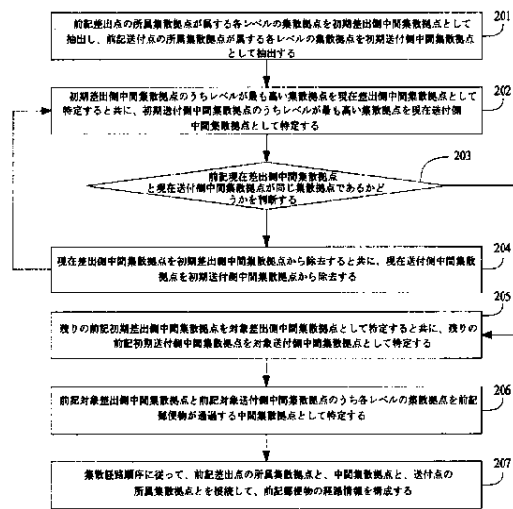 201
前記差出点の所属集散拠点が属する各レベルの集散拠点を初期差出側中間集散拠点として
抽出し、前記送付点の所属集散拠点が属する各レベルの集散拠点を初期送付側中間集散拠点
として抽出する
202
初期差出側中間集散拠点のうちレベルが最も高い集散拠点を現在差出側中間集散拠点として
特定すると共に、初期送付側中間集散拠点のうちレベルが最も高い集散拠点を現在送付側
中間集散拠点として特定する
203
前記現在差出側中間集散拠点
と現在送付側中間集散拠点が同じ集散拠点であるかど
うかを判断する
204
現在差出側中間集散拠点を初期差出側中間集散拠点から除去すると共に、現在送付側中間集散
拠点を初期送付側中間集散拠点から除去する
205
残りの前記初期差出側中間集散拠点を対象差出側中間集散拠点として特定すると共に、残りの
前記初期送付側中間集散拠点を対象送付側中間集散拠点として特定する
206
前記対象差出側中間集散拠点と前記対象送付側中間集散拠点のうち各レベルの集散拠点を前記
郵便物が通過する中間集散拠点として特定する
207
集散経路順序に従って、前記差出点の所属集散拠点と、中間集散拠点と、送付点の
所属集散拠点とを接続して、前記郵便物の経路情報を構成する